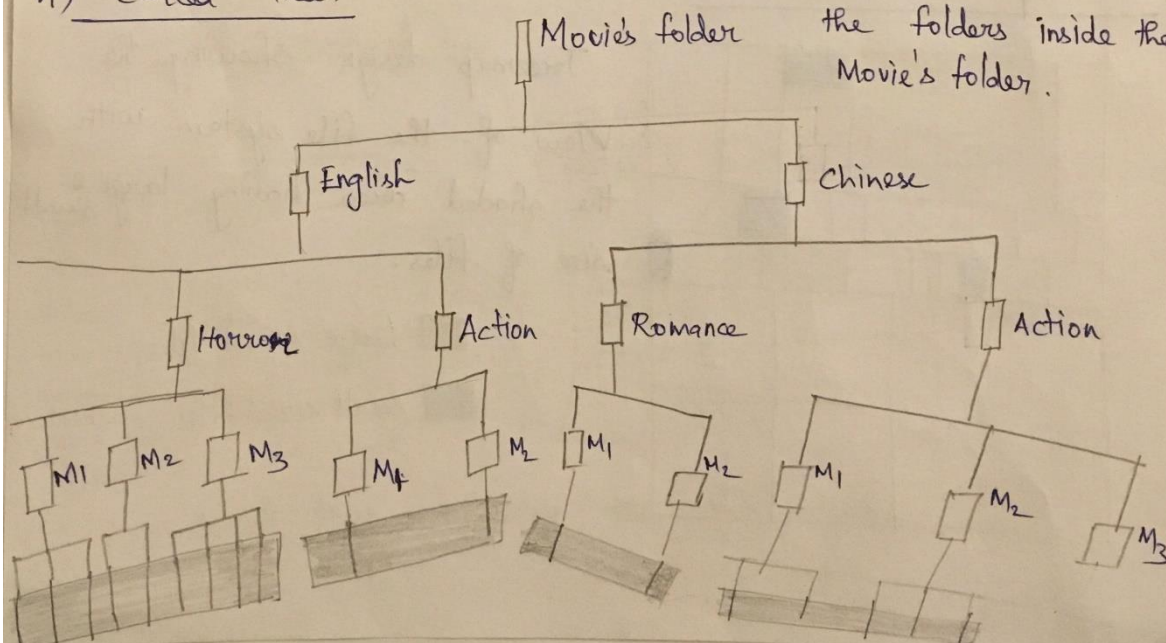 Movie's folder
the folders inside the
Movie's folder.
English
Chinese
Horror
Action
Romance
Action
M1
M2
M3
M4
M2
M1
M2
M1
M2
M3